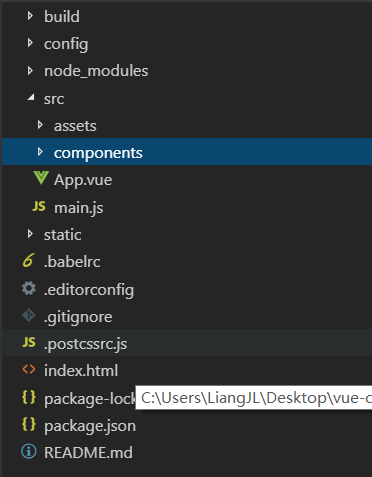 build
config
node_modules
src
assets
components
App.vue
JS main.js
static
.babelrc
.editorconfig
.gitignore
JS .postcssrc.js
<> index.html
{} package-lock C:\Users\LiangJL\Desktop\vue-c
{} package.json
README.md